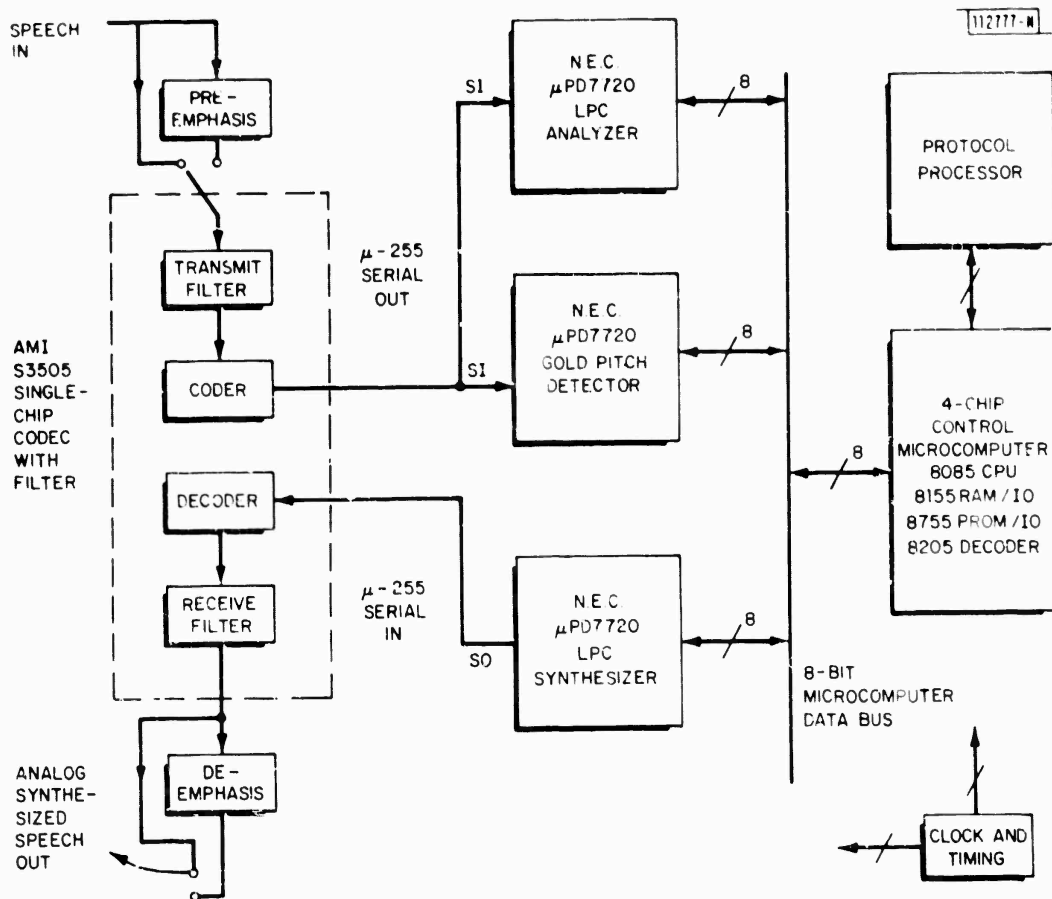 SPEECH
IN
112777-N
PRE-
EMPHASIS
TRANSMIT
FILTER
CODER
DECODER
RECEIVE
FILTER
DE-
EMPHASIS
AMI
S3505
SINGLE-
CHIP
CODEC
WITH
FILTER
ANALOG
SYNTHE-
SIZED
SPEECH
OUT
μ-255
SERIAL
OUT
μ-255
SERIAL
IN
SI
N.E.C.
μPD7720
LPC
ANALYZER
8
SI
N.E.C.
μPD7720
GOLD PITCH
DETECTOR
8
SO
N.E.C.
μPD7720
LPC
SYNTHESIZER
8
8-BIT
MICROCOMPUTER
DATA BUS
8
PROTOCOL
PROCESSOR
4-CHIP
CONTROL
MICROCOMPUTER
8085 CPU
8155 RAM/IO
8755 PROM/IO
8205 DECODER
CLOCK AND
TIMING